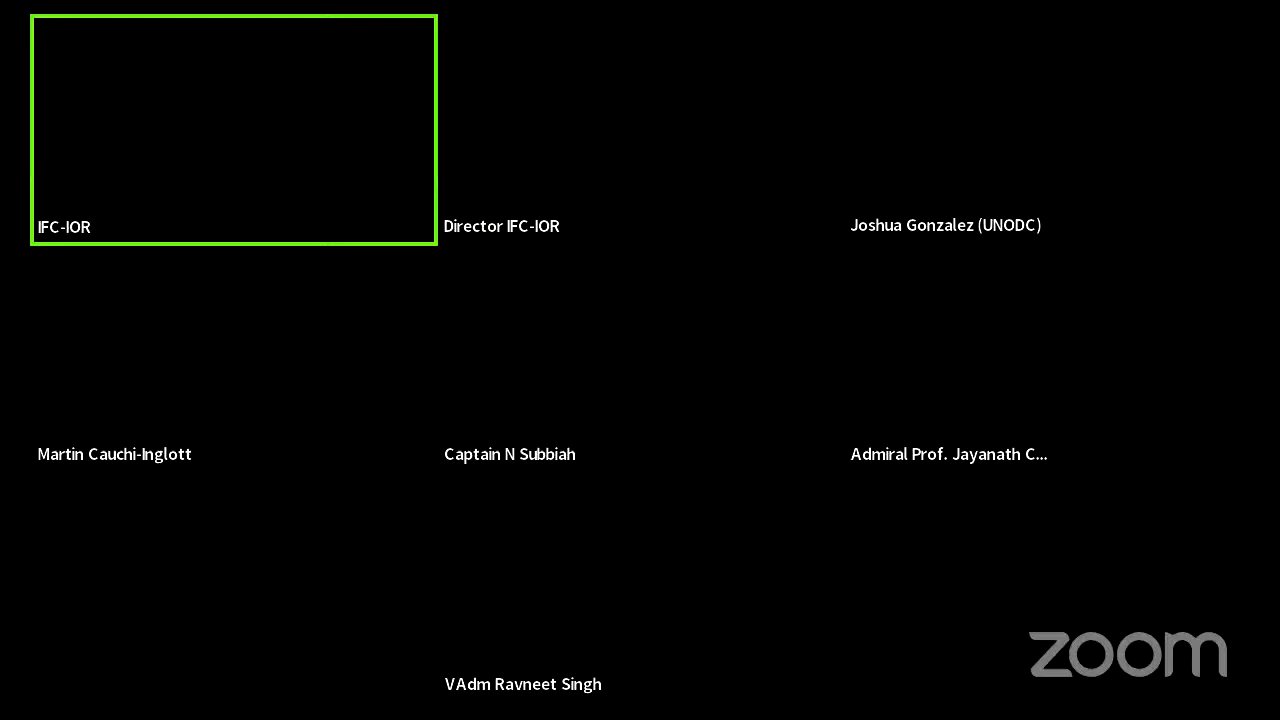 IFC-IOR
Director IFC-IOR
Joshua Gonzalez (UNODC)
Martin Cauchi-Inglott
Captain N Subbiah
Admiral Prof. Jayanath C...
VAdm Ravneet Singh
zoom